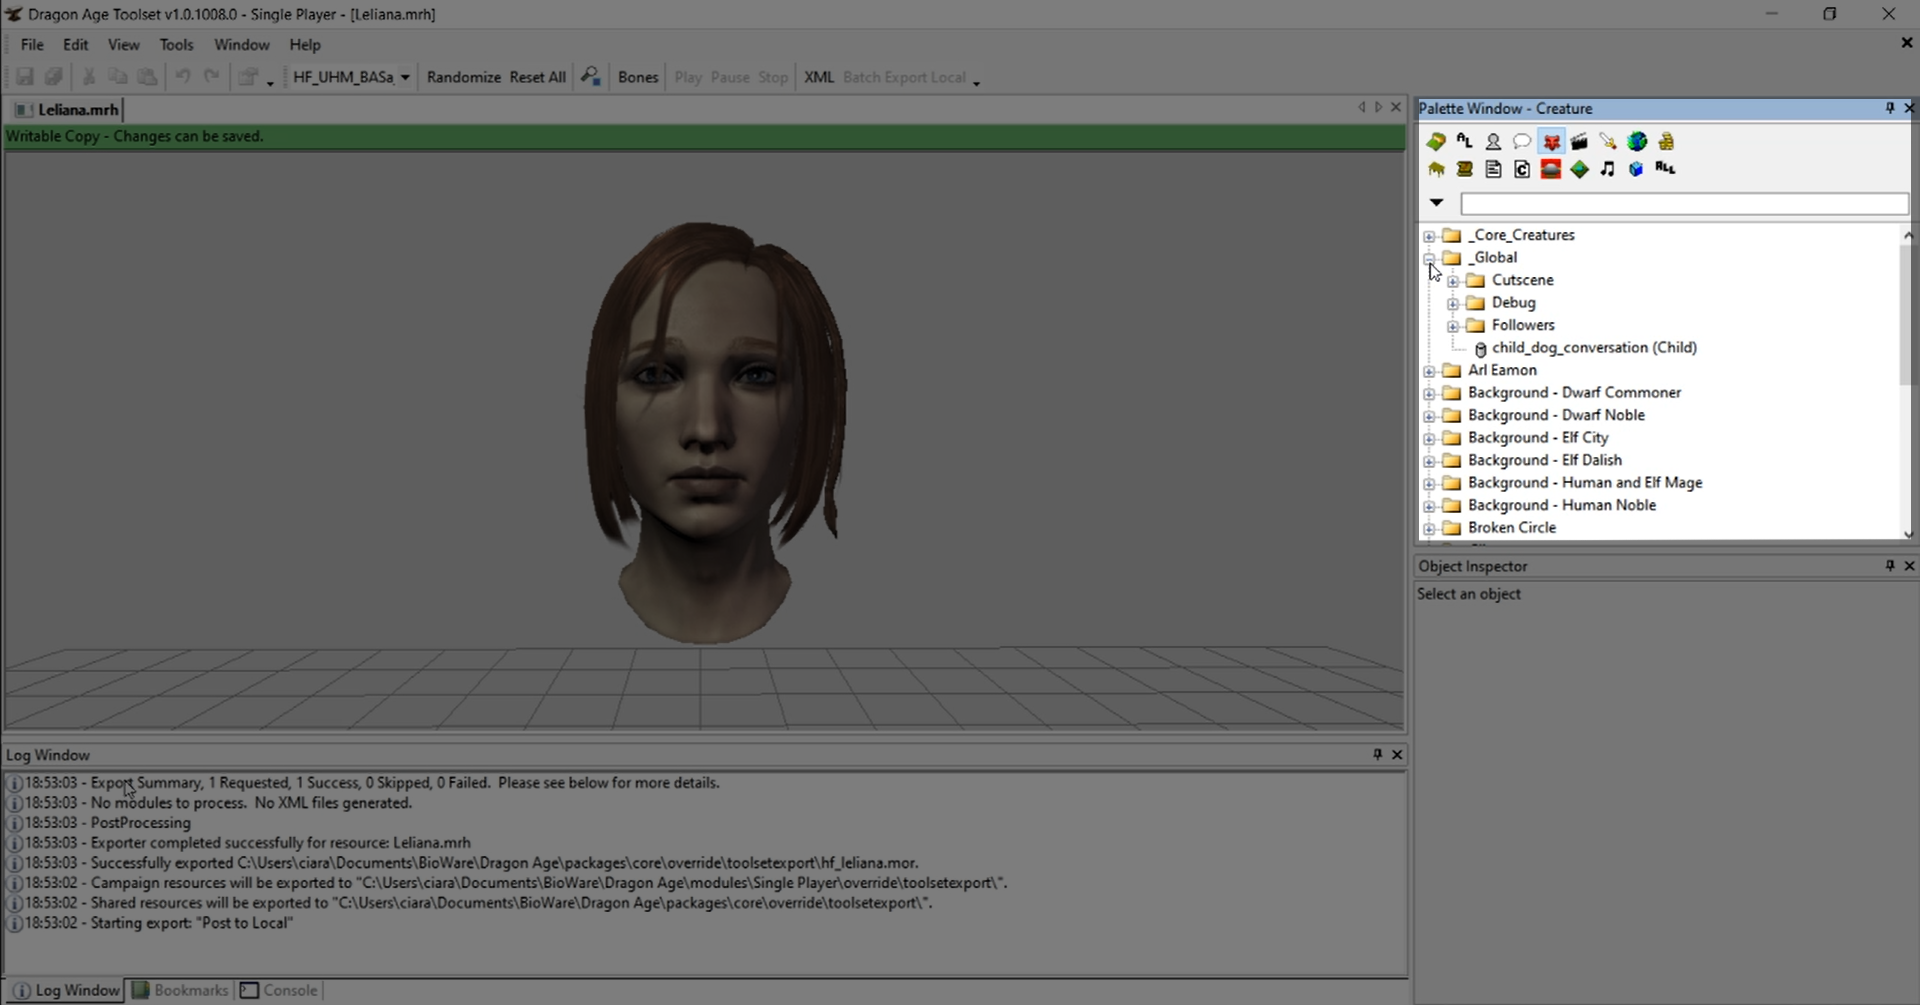 Dragon Age Toolset v1.0.1008.0 - Single Player - [Leliana.mrh]
File Edit View Tools Window Help
HF_UHM_BASa Randomize Reset All Bones Play Pause Stop XML Batch Export Local
Leliana.mrh
Writable Copy - Changes can be saved.
Palette Window - Creature
AL
C
ALL
_Core_Creatures
_Global
Cutscene
Debug
Followers
child_dog_conversation (Child)
Arl Eamon
Background - Dwarf Commoner
Background - Dwarf Noble
Background - Elf City
Background - Elf Dalish
Background - Human and Elf Mage
Background - Human Noble
Broken Circle
Object Inspector
Select an object
Log Window
18:53:03 - Export Summary, 1 Requested, 1 Success, 0 Skipped, 0 Failed.  Please see below for more details.
18:53:03 - No modules to process.  No XML files generated.
18:53:03 - PostProcessing
18:53:03 - Exporter completed successfully for resource: Leliana.mrh
18:53:03 - Successfully exported C:\Users\ciara\Documents\BioWare\Dragon Age\packages\core\override\toolsetexport\hf_leliana.mor.
18:53:02 - Campaign resources will be exported to "C:\Users\ciara\Documents\BioWare\Dragon Age\modules\Single Player\override\toolsetexport\".
18:53:02 - Shared resources will be exported to "C:\Users\ciara\Documents\BioWare\Dragon Age\packages\core\override\toolsetexport\".
18:53:02 - Starting export: "Post to Local"
Log Window Bookmarks Console